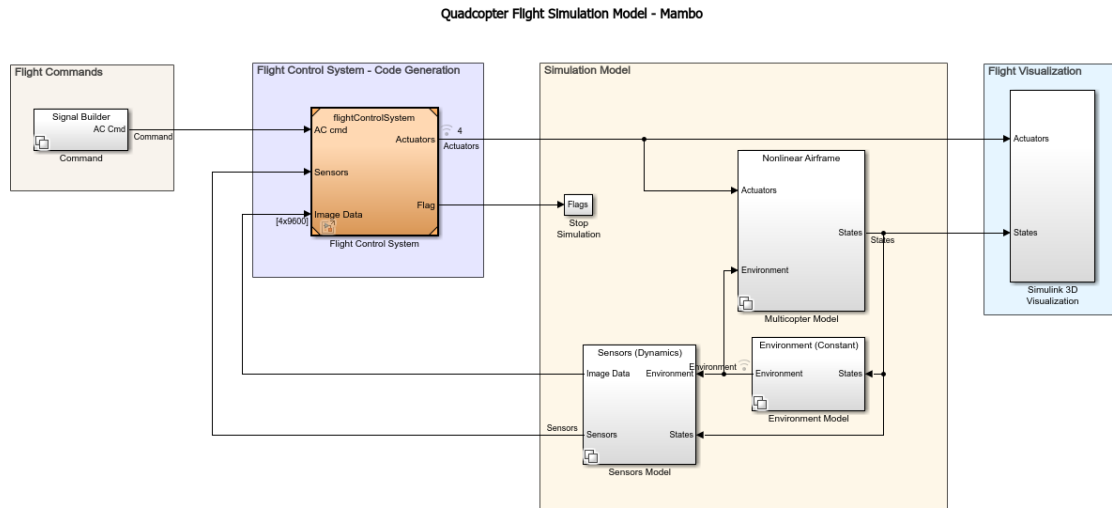 Quadcopter Flight Simulation Model - Mambo
Flight Commands
Signal Builder
AC Cmd
Command
Command
Flight Control System - Code Generation
flightControlSystem
AC cmd
Actuators
4
Actuators
Sensors
Flag
Image Data
[4x9600]
Flight Control System
Simulation Model
Flags
Stop
Simulation
Nonlinear Airframe
Actuators
States
States
Environment
Multicopter Model
Sensors (Dynamics)
Image Data
Environment
Environment
Sensors
Sensors
States
Sensors Model
Environment (Constant)
Environment
States
Environment Model
Flight Visualization
Actuators
States
Simulink 3D
Visualization